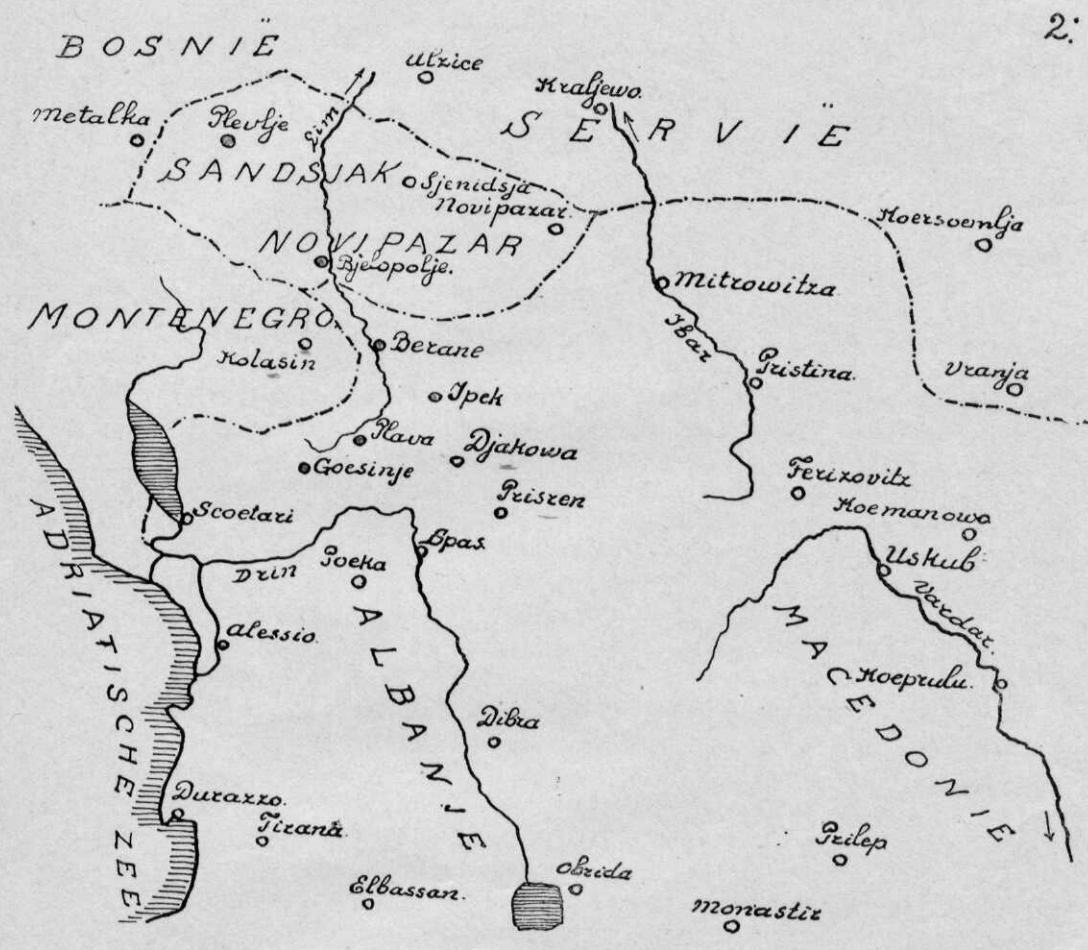 2.
BOSNIË
Ulzice
Kraljewo.
Metalka
Plevlje
Lim
SERVIË
SANDSJAK
Sjenidsja
Novipazar.
Koersoemlja
NOVIPAZAR
Bjelopolje.
Mitrowitza
MONTENEGRO
Kolasin
Berane
Ibar
Pristina.
Vranja
Ipek
Plava
Djakowa
Goesinje
Ferizovitz
Prisren
Koemanowo
Scoetari
Spas.
Uskub
Drin
Poeka
Vardar.
ADRIATISCHE ZEE
ALBANIE
MACEDONIE
Alessio.
Koeprulu.
Dibra
Durazzo.
Tirana.
Prilep
Elbassan.
Obrida
Monastir